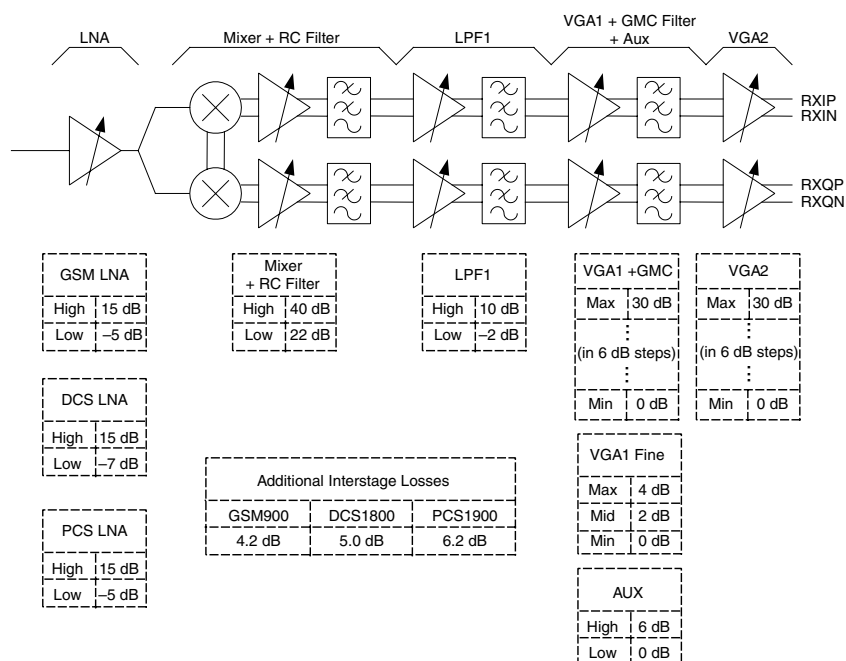 LNA
Mixer + RC Filter
LPF1
VGA1 + GMC Filter
+ Aux
VGA2
RXIP
RXIN
RXQP
RXQN
GSM LNA
High 15 dB
Low –5 dB
Mixer
+ RC Filter
High 40 dB
Low 22 dB
LPF1
High 10 dB
Low –2 dB
VGA1 +GMC
Max 30 dB
(in 6 dB steps)
Min 0 dB
VGA2
Max 30 dB
(in 6 dB steps)
Min 0 dB
DCS LNA
High 15 dB
Low –7 dB
Additional Interstage Losses
GSM900 DCS1800 PCS1900
4.2 dB 5.0 dB 6.2 dB
VGA1 Fine
Max 4 dB
Mid 2 dB
Min 0 dB
PCS LNA
High 15 dB
Low –5 dB
AUX
High 6 dB
Low 0 dB